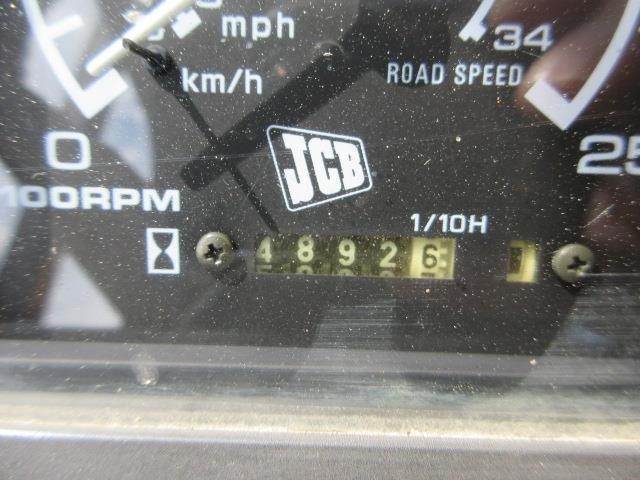 mph
34
km/h
ROAD SPEED
0
JCB
25
100RPM
1/10H
48926